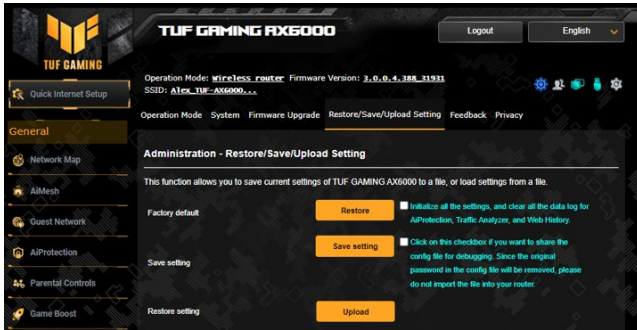 TUF GAMING AX6000
Logout
English
TUF GAMING
Operation Mode: Wireless router Firmware Version: 3.0.0.4.388_31931
SSID: Alex_TUF-AX6000...
Quick Internet Setup
Operation Mode System Firmware Upgrade Restore/Save/Upload Setting Feedback Privacy
General
Network Map
AiMesh
Guest Network
AiProtection
Parental Controls
Game Boost
Administration - Restore/Save/Upload Setting
This function allows you to save current settings of TUF GAMING AX6000 to a file, or load settings from a file.
Factory default
Restore
Initialize all the settings, and clear all the data log for
AiProtection, Traffic Analyzer, and Web History.
Save setting
Save setting
Click on this checkbox if you want to share the
config file for debugging. Since the original
password in the config file will be removed, please
do not import the file into your router.
Restore setting
Upload